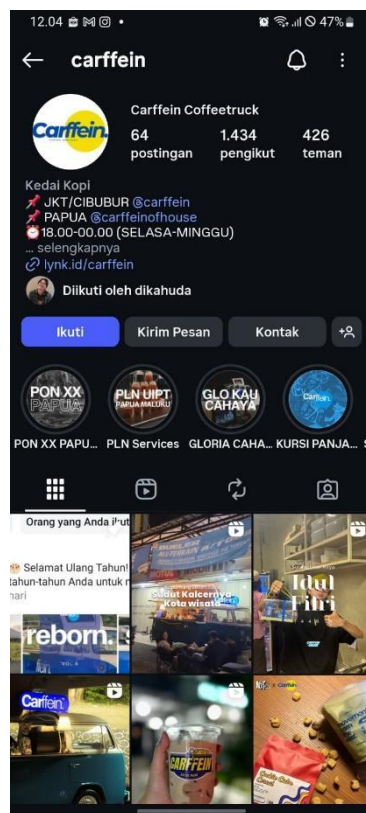 12.04
47%
carffein
Carffein.
Carffein Coffeetruck
64 1.434 426
postingan pengikut teman
Kedai Kopi
📌 JKT/CIBUBUR @carffein
📌 PAPUA @carffeinofhouse
⏰18.00-00.00 (SELASA-MINGGU)
... selengkapnya
lynk.id/carffein
Diikuti oleh dikahuda
Ikuti Kirim Pesan Kontak
PON XX
PAPUA
PLN UIPT
PAPUA MALUKU
GLO KAU
CAHAYA
Carffein.
PON XX PAPU... PLN Services GLORIA CAHA... KURSI PANJA...
Orang yang Anda
Selamat Ulang Tahun!
tahun-tahun Anda untuk
hari
reborn.
VOL 4
Sudut Kalcernya
Kota wisata
Idul
Fitri
Carffein
CARFFEIN
Carffein